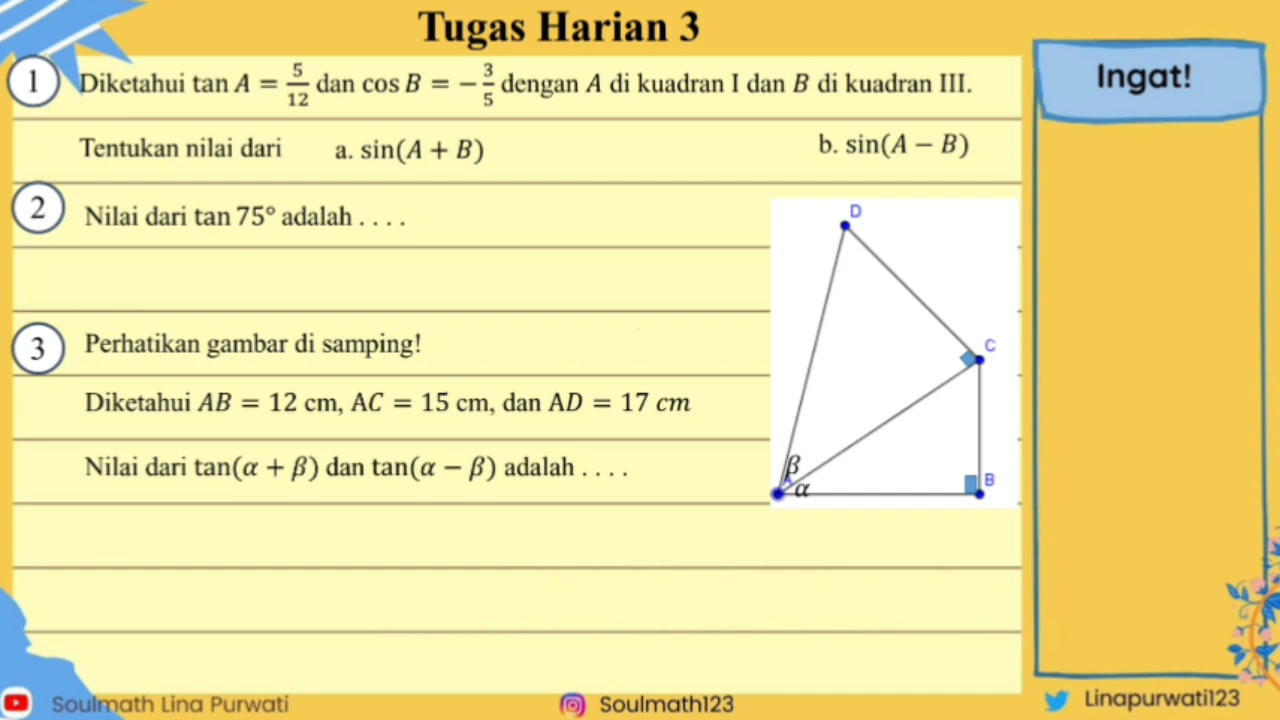 Tugas Harian 3
Ingat!
1 Diketahui tan A = 5/12 dan cos B = −3/5 dengan A di kuadran I dan B di kuadran III.
Tentukan nilai dari a. sin(A + B) b. sin(A − B)
2 Nilai dari tan 75° adalah . . . .
3 Perhatikan gambar di samping!
Diketahui AB = 12 cm, AC = 15 cm, dan AD = 17 cm
Nilai dari tan(α + β) dan tan(α − β) adalah . . . .
D
C
β
A
α
B
Soulmath Lina Purwati
Soulmath123
Linapurwati123